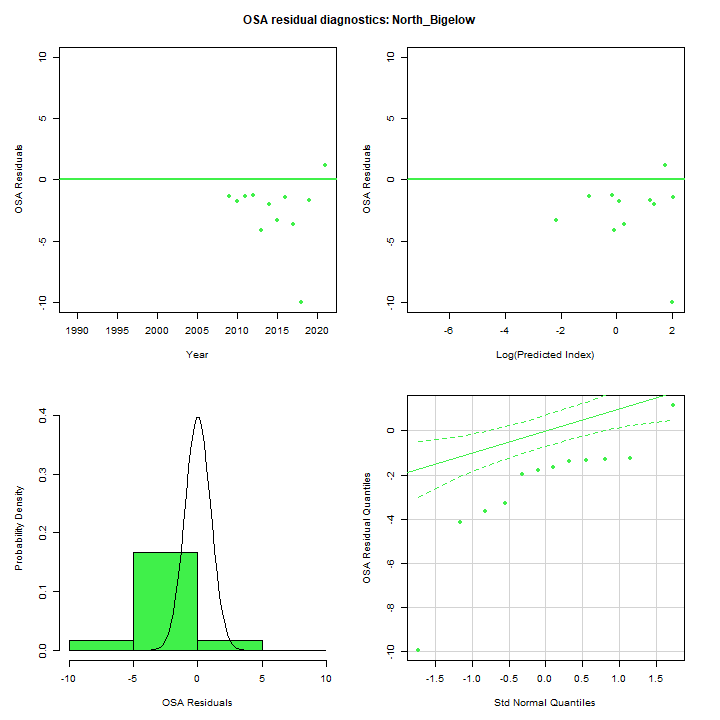 OSA residual diagnostics: North_Bigelow
OSA Residuals
10
5
0
-5
-10
1990 1995 2000 2005 2010 2015 2020
Year
OSA Residuals
10
5
0
-5
-10
-6 -4 -2 0 2
Log(Predicted Index)
Probability Density
0.4
0.3
0.2
0.1
0.0
-10 -5 0 5 10
OSA Residuals
OSA Residual Quantiles
0
-2
-4
-6
-8
-10
-1.5 -1.0 -0.5 0.0 0.5 1.0 1.5
Std Normal Quantiles